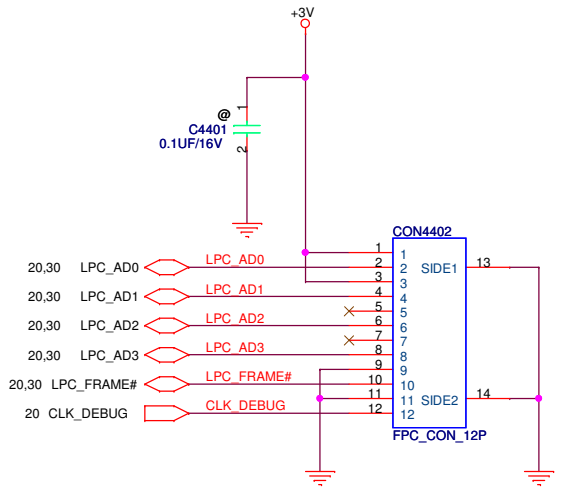 +3V
@
1
C4401
0.1UF/16V
2
CON4402
1 1
20,30 LPC_AD0 LPC_AD0 2 2 SIDE1 13
3 3
20,30 LPC_AD1 LPC_AD1 4 4
5 5
20,30 LPC_AD2 LPC_AD2 6 6
7 7
20,30 LPC_AD3 LPC_AD3 8 8
9 9
20,30 LPC_FRAME# LPC_FRAME# 10 10
11 11 SIDE2 14
20 CLK_DEBUG CLK_DEBUG 12 12
FPC_CON_12P